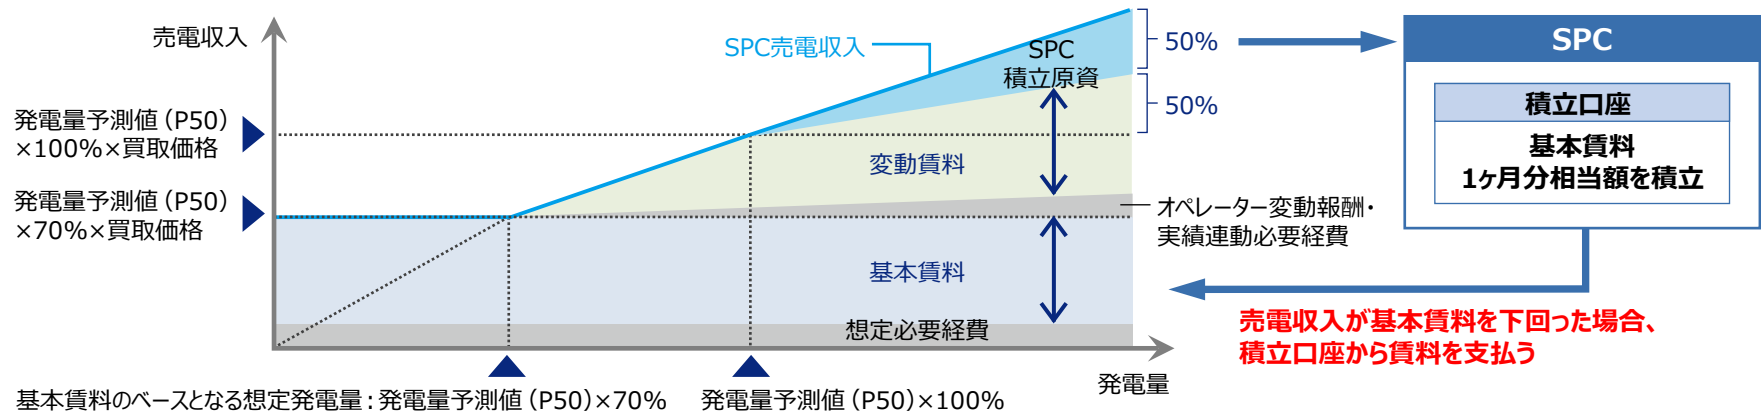 売電収入
SPC売電収入
SPC
積立原資
50%
50%
発電量予測値（P50）
×100%×買取価格
発電量予測値（P50）
×70%×買取価格
変動賃料
オペレーター変動報酬・
実績連動必要経費
基本賃料
想定必要経費
発電量
基本賃料のベースとなる想定発電量：発電量予測値（P50）×70%
発電量予測値（P50）×100%
SPC
積立口座
基本賃料
1ヶ月分相当額を積立
売電収入が基本賃料を下回った場合、
積立口座から賃料を支払う